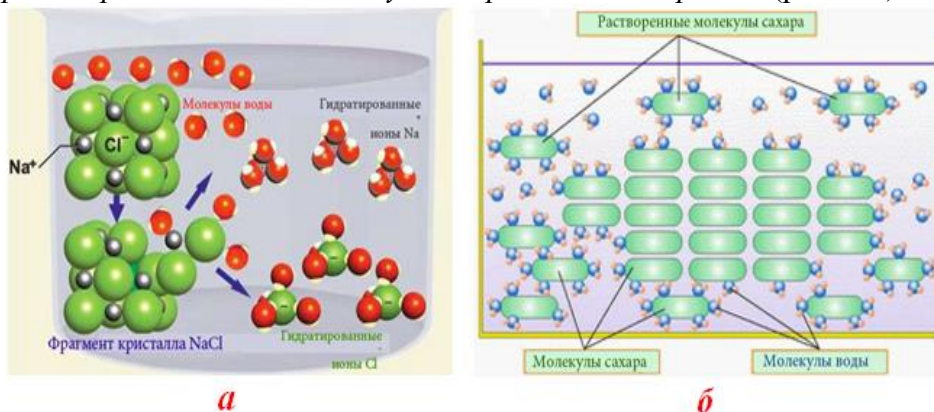 Молекулы воды
Гидратированные
ионы Na
Cl⁻
Na⁺
Фрагмент кристалла NaCl
Гидратированные
ионы Cl
а
Растворенные молекулы сахара
Молекулы сахара
Молекулы воды
б